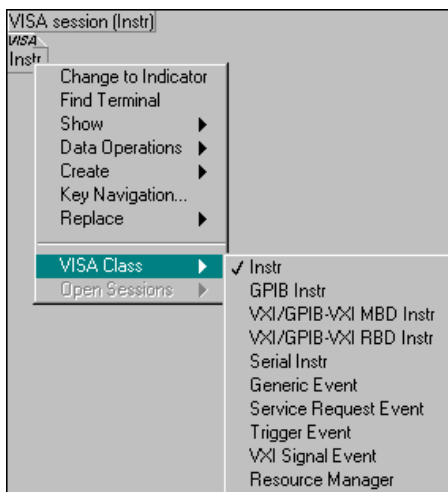 VISA session (Instr)
VISA
Instr
Change to Indicator
Find Terminal
Show
Data Operations
Create
Key Navigation...
Replace
VISA Class
Open Sessions
Instr
GPIB Instr
VXI/GPIB-VXI MBD Instr
VXI/GPIB-VXI RBD Instr
Serial Instr
Generic Event
Service Request Event
Trigger Event
VXI Signal Event
Resource Manager